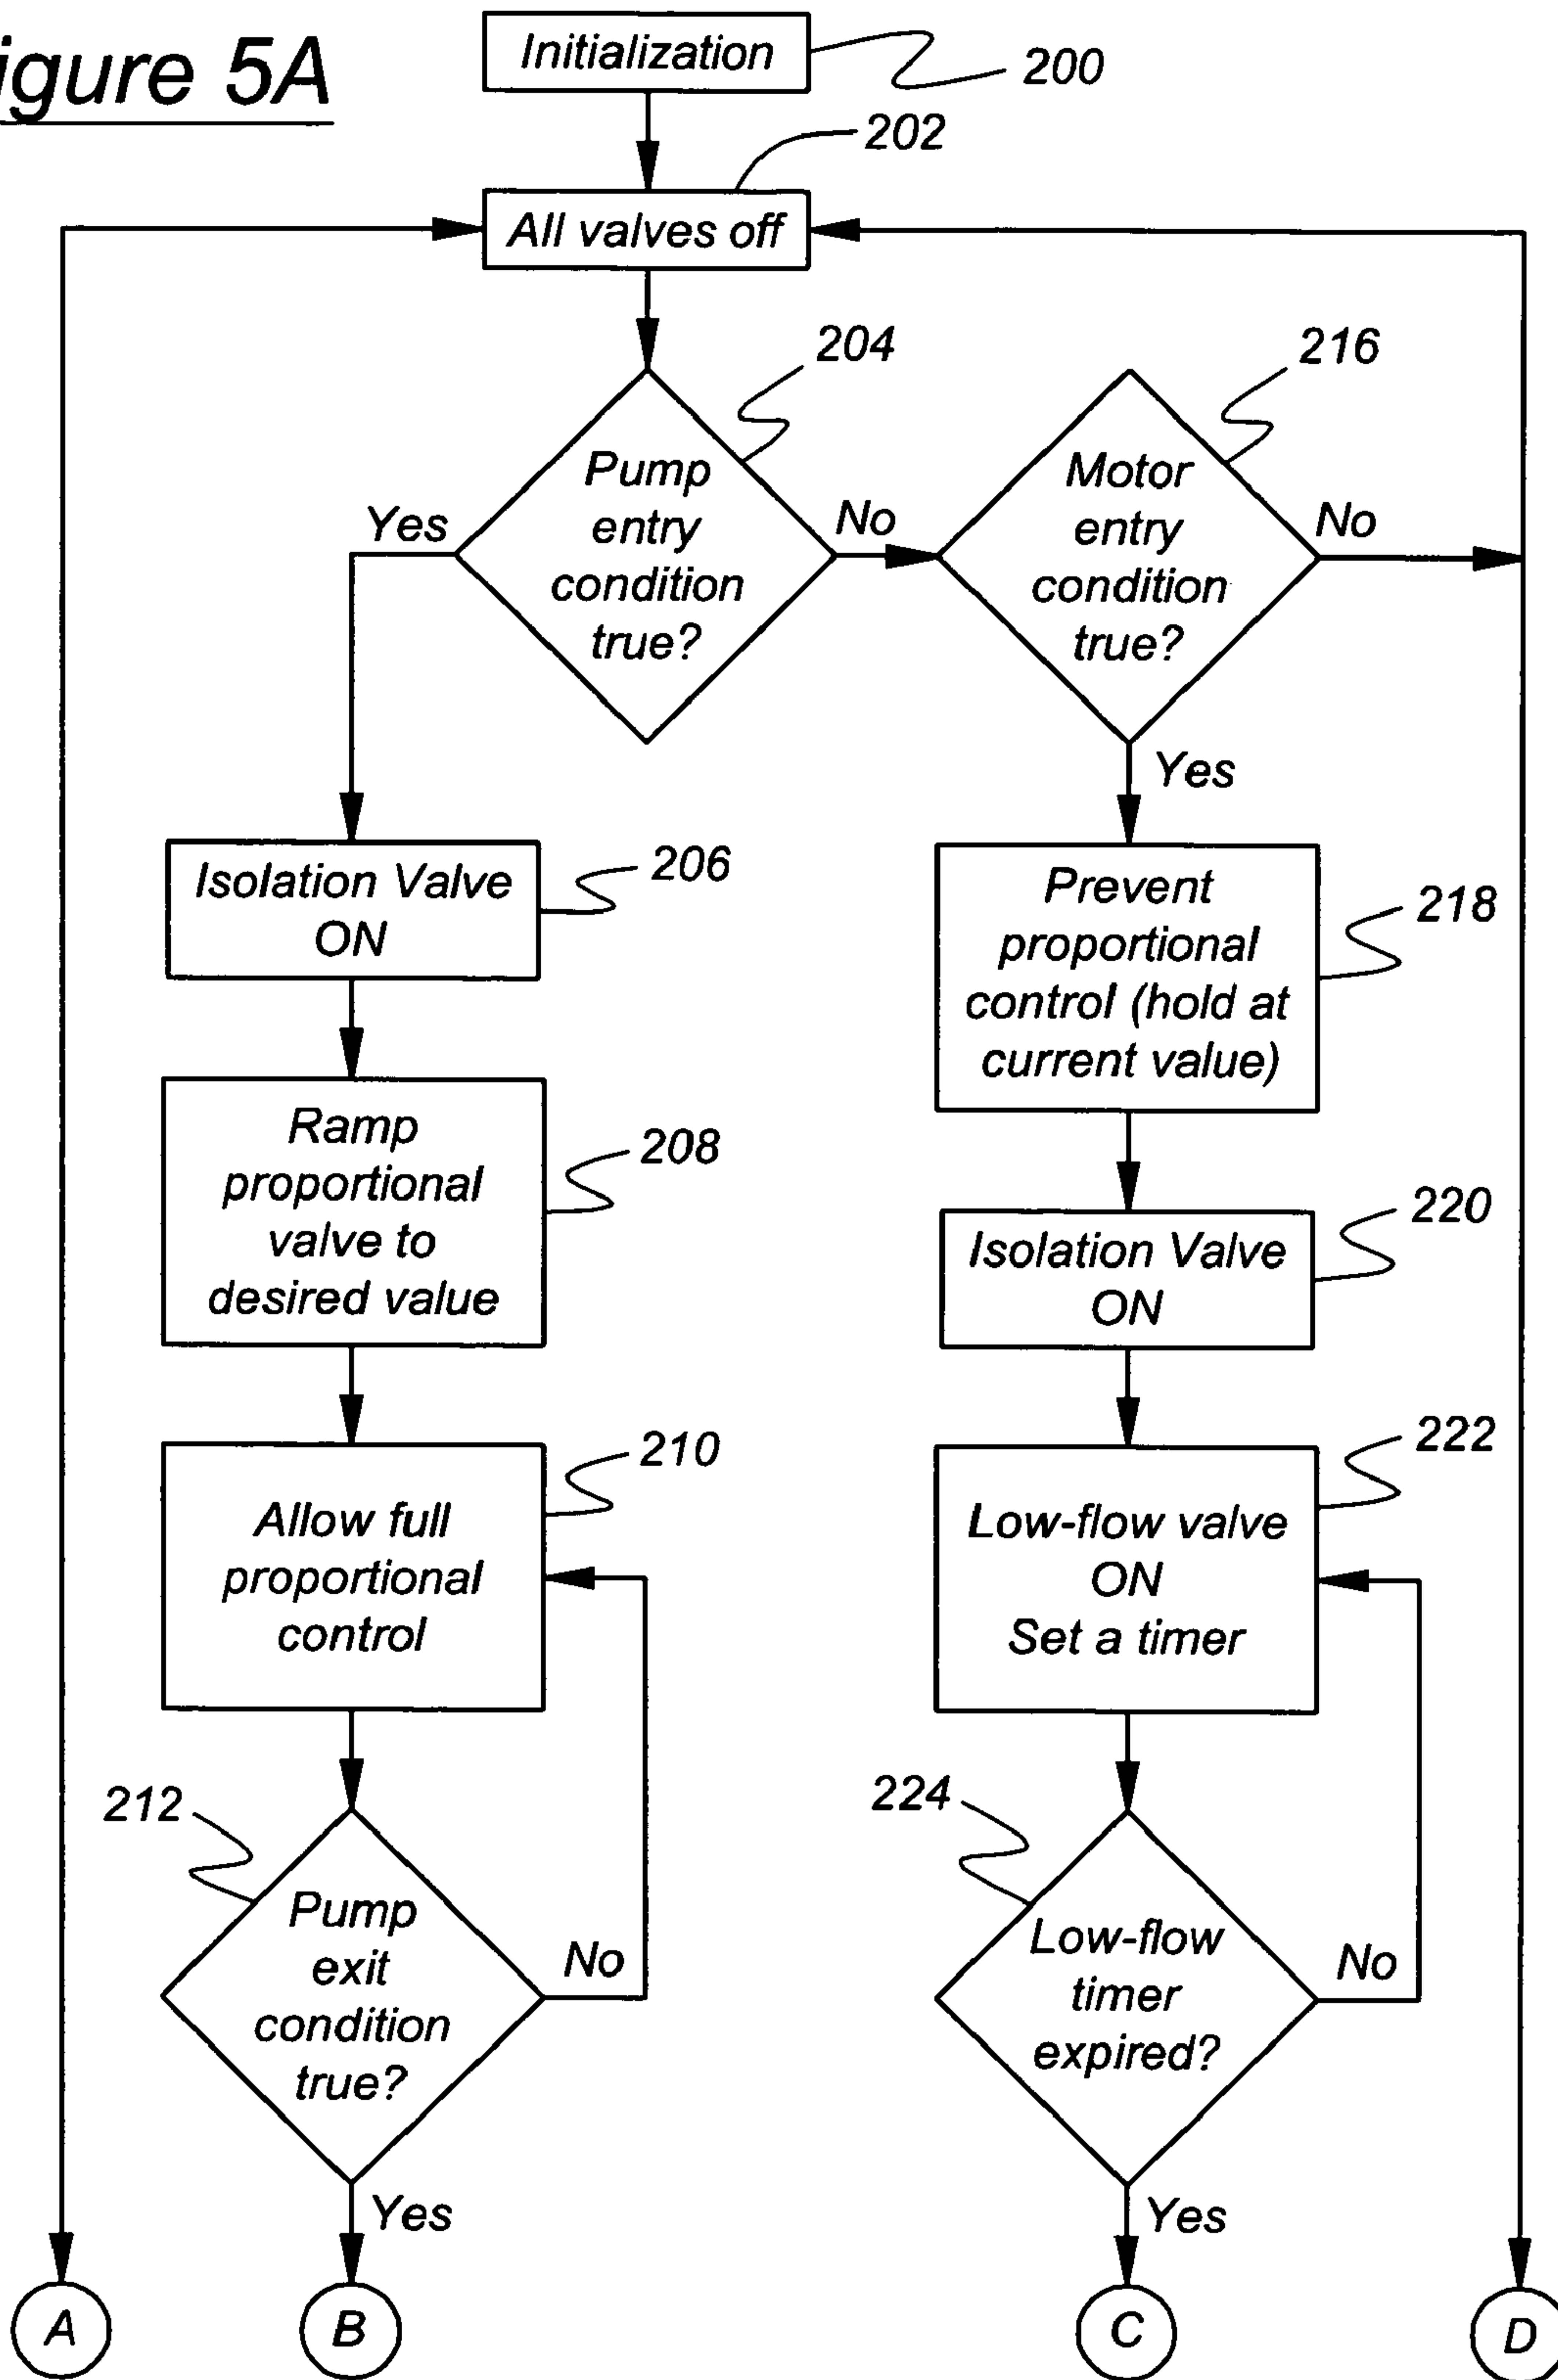 igure 5A
Initialization
200
202
All valves off
204
216
Pump
entry
condition
true?
Yes
No
Motor
entry
condition
true?
No
Yes
Isolation Valve
ON
206
Prevent
proportional
control (hold at
current value)
218
Ramp
proportional
valve to
desired value
208
Isolation Valve
ON
220
Allow full
proportional
control
210
Low-flow valve
ON
Set a timer
222
212
Pump
exit
condition
true?
No
Yes
224
Low-flow
timer
expired?
No
Yes
A
B
C
D